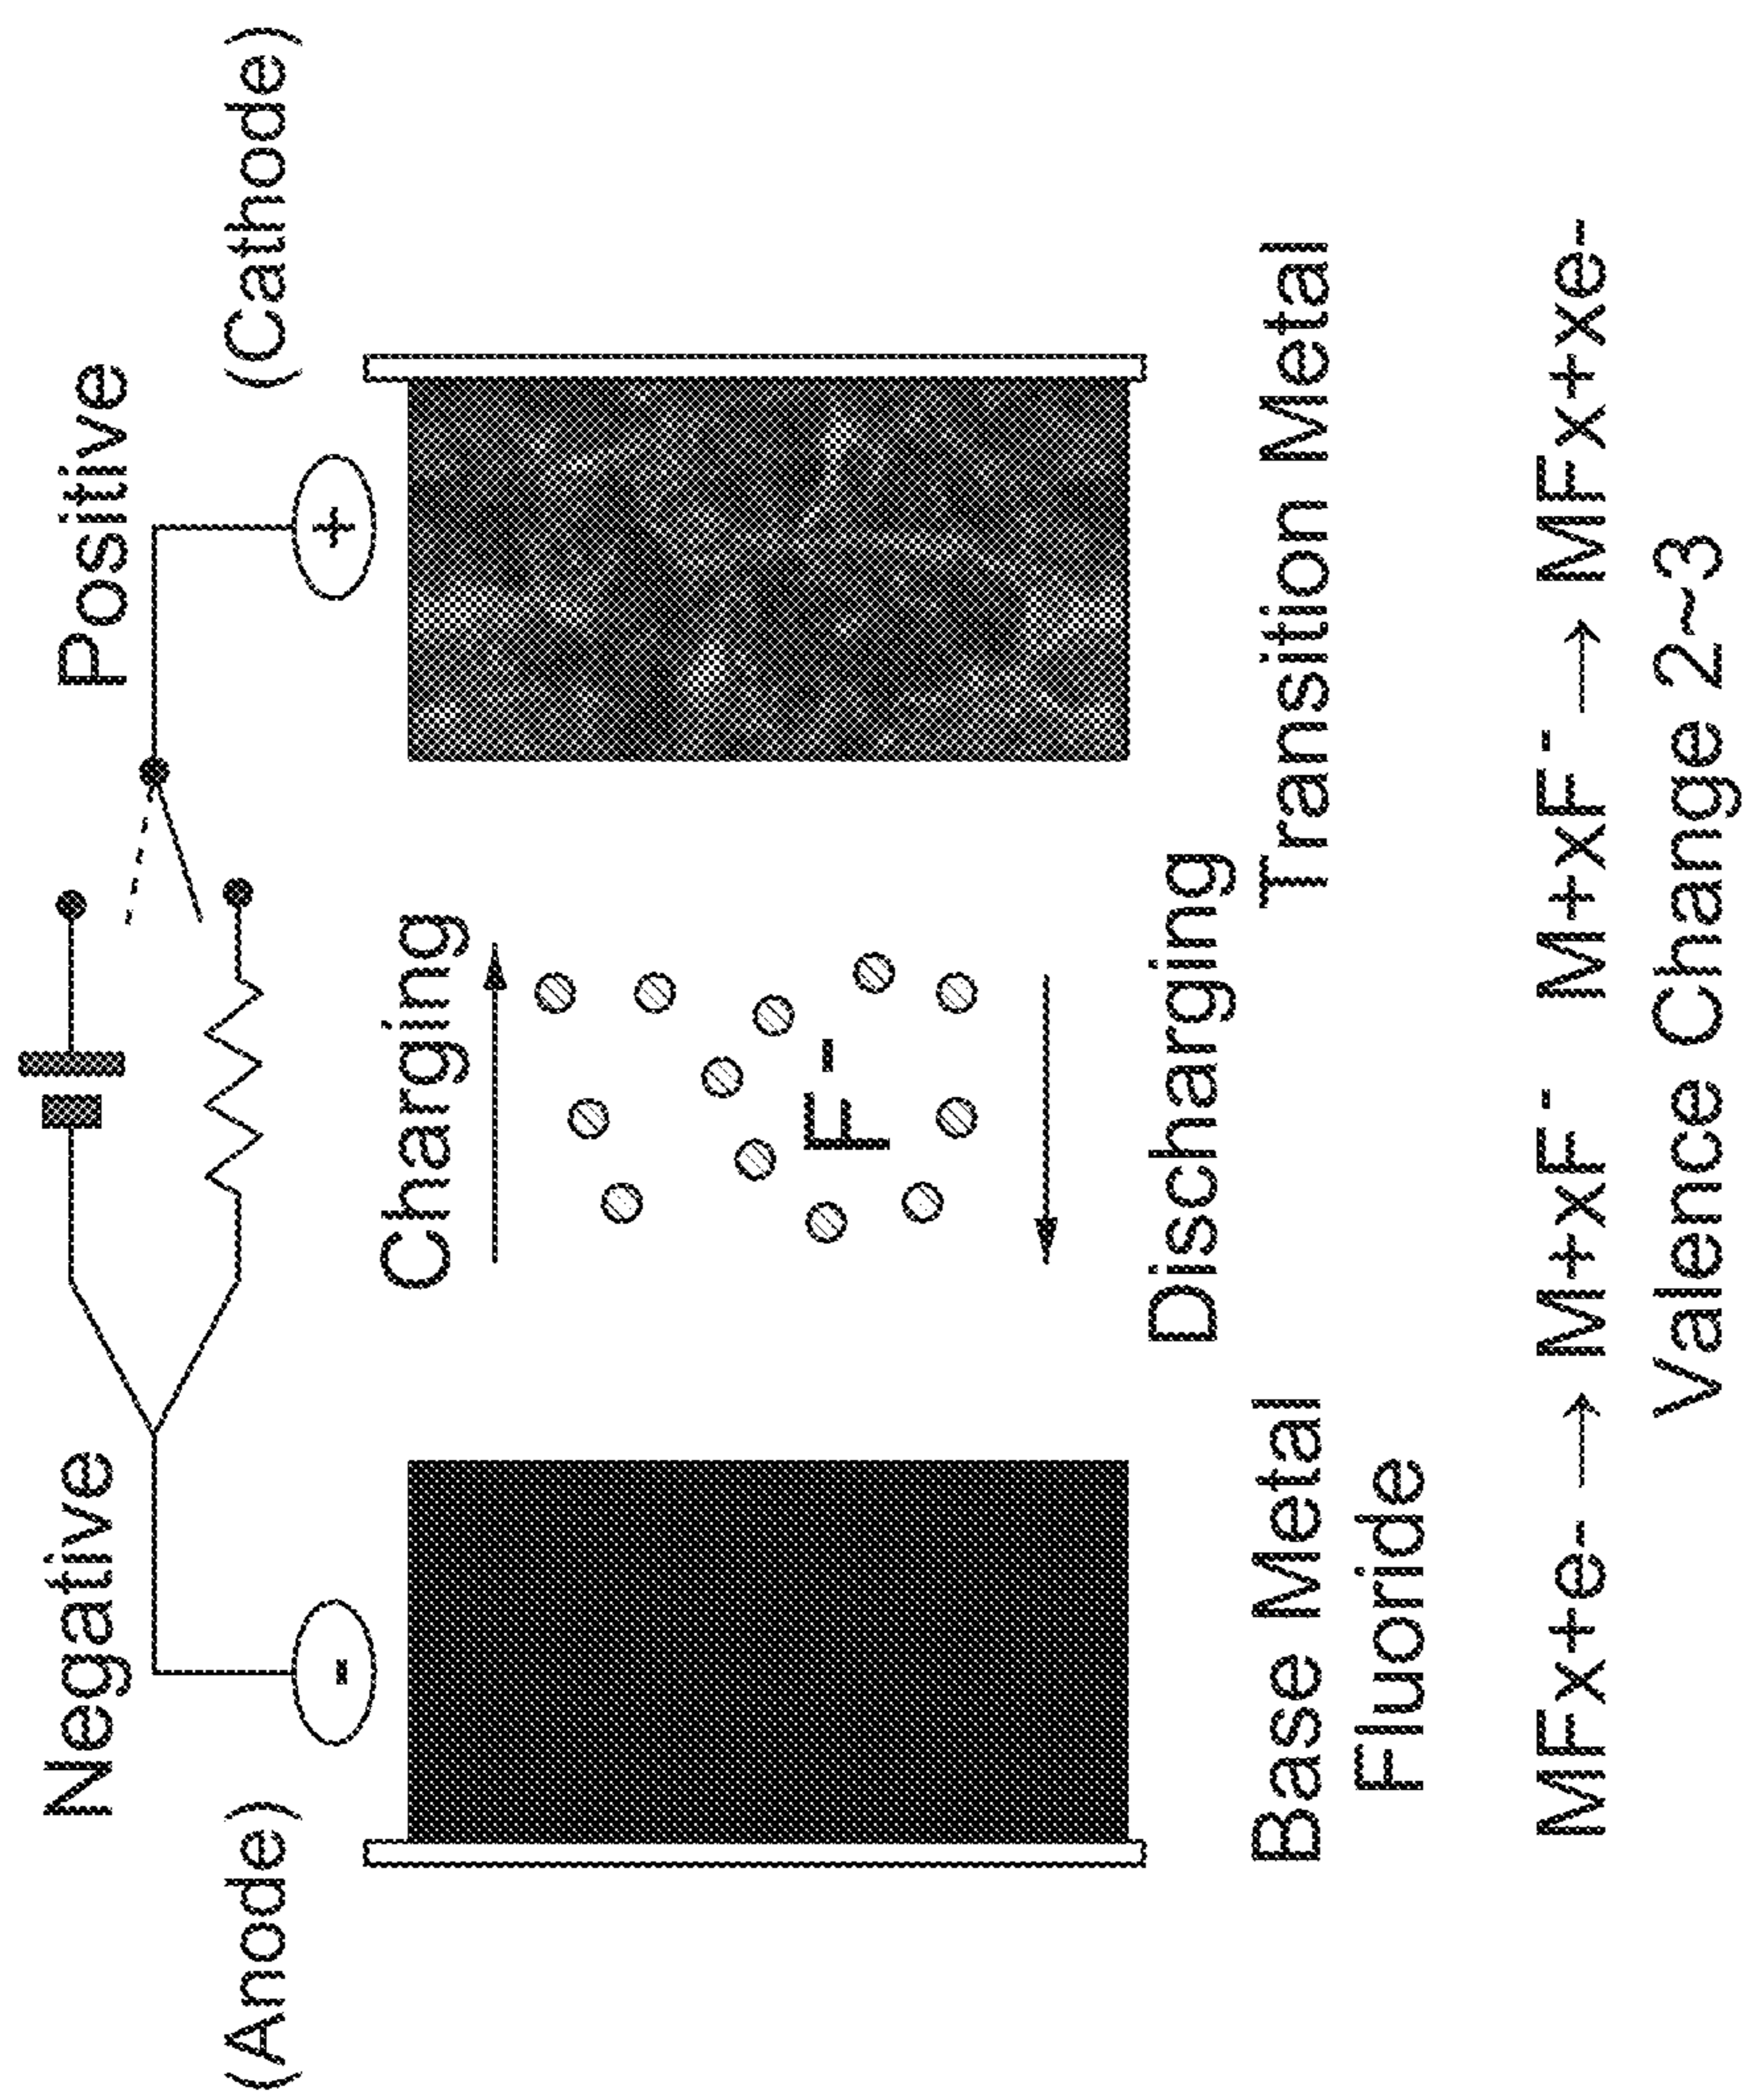 Negative Positive
(Anode) (Cathode)
- +
Charging
F -
Discharging
Base Metal Transition Metal
Fluoride
MFx+e- → M+xF⁻ M+xF⁻ → MFx+xe-
Valence Change 2~3